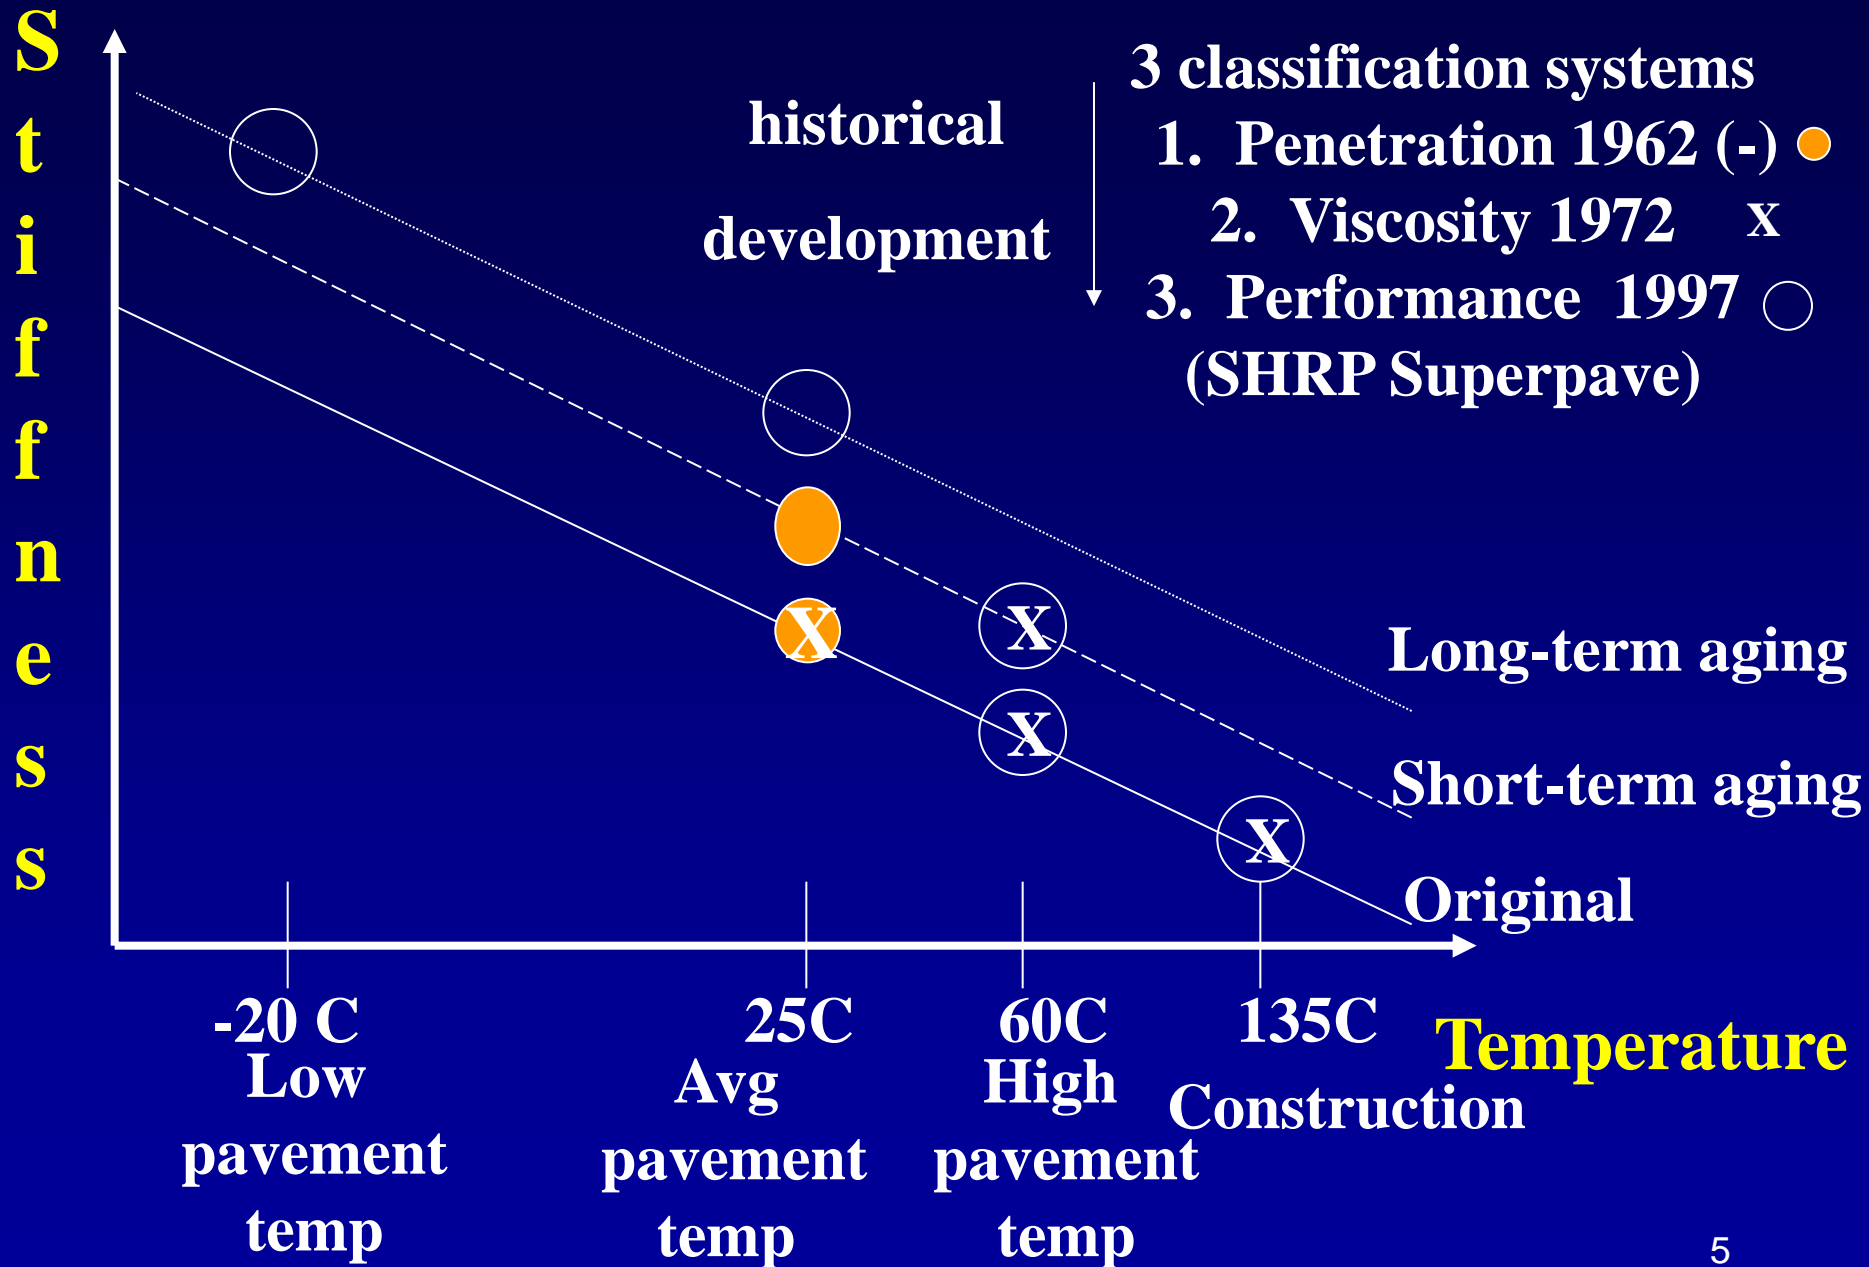 Stiffness
historical
development
3 classification systems
1. Penetration 1962 (-)
2. Viscosity 1972 X
3. Performance 1997
(SHRP Superpave)
X
X
X
X
Long-term aging
Short-term aging
Original
-20 C
Low
pavement
temp
25C
Avg
pavement
temp
60C
High
pavement
temp
135C
Construction
Temperature
5